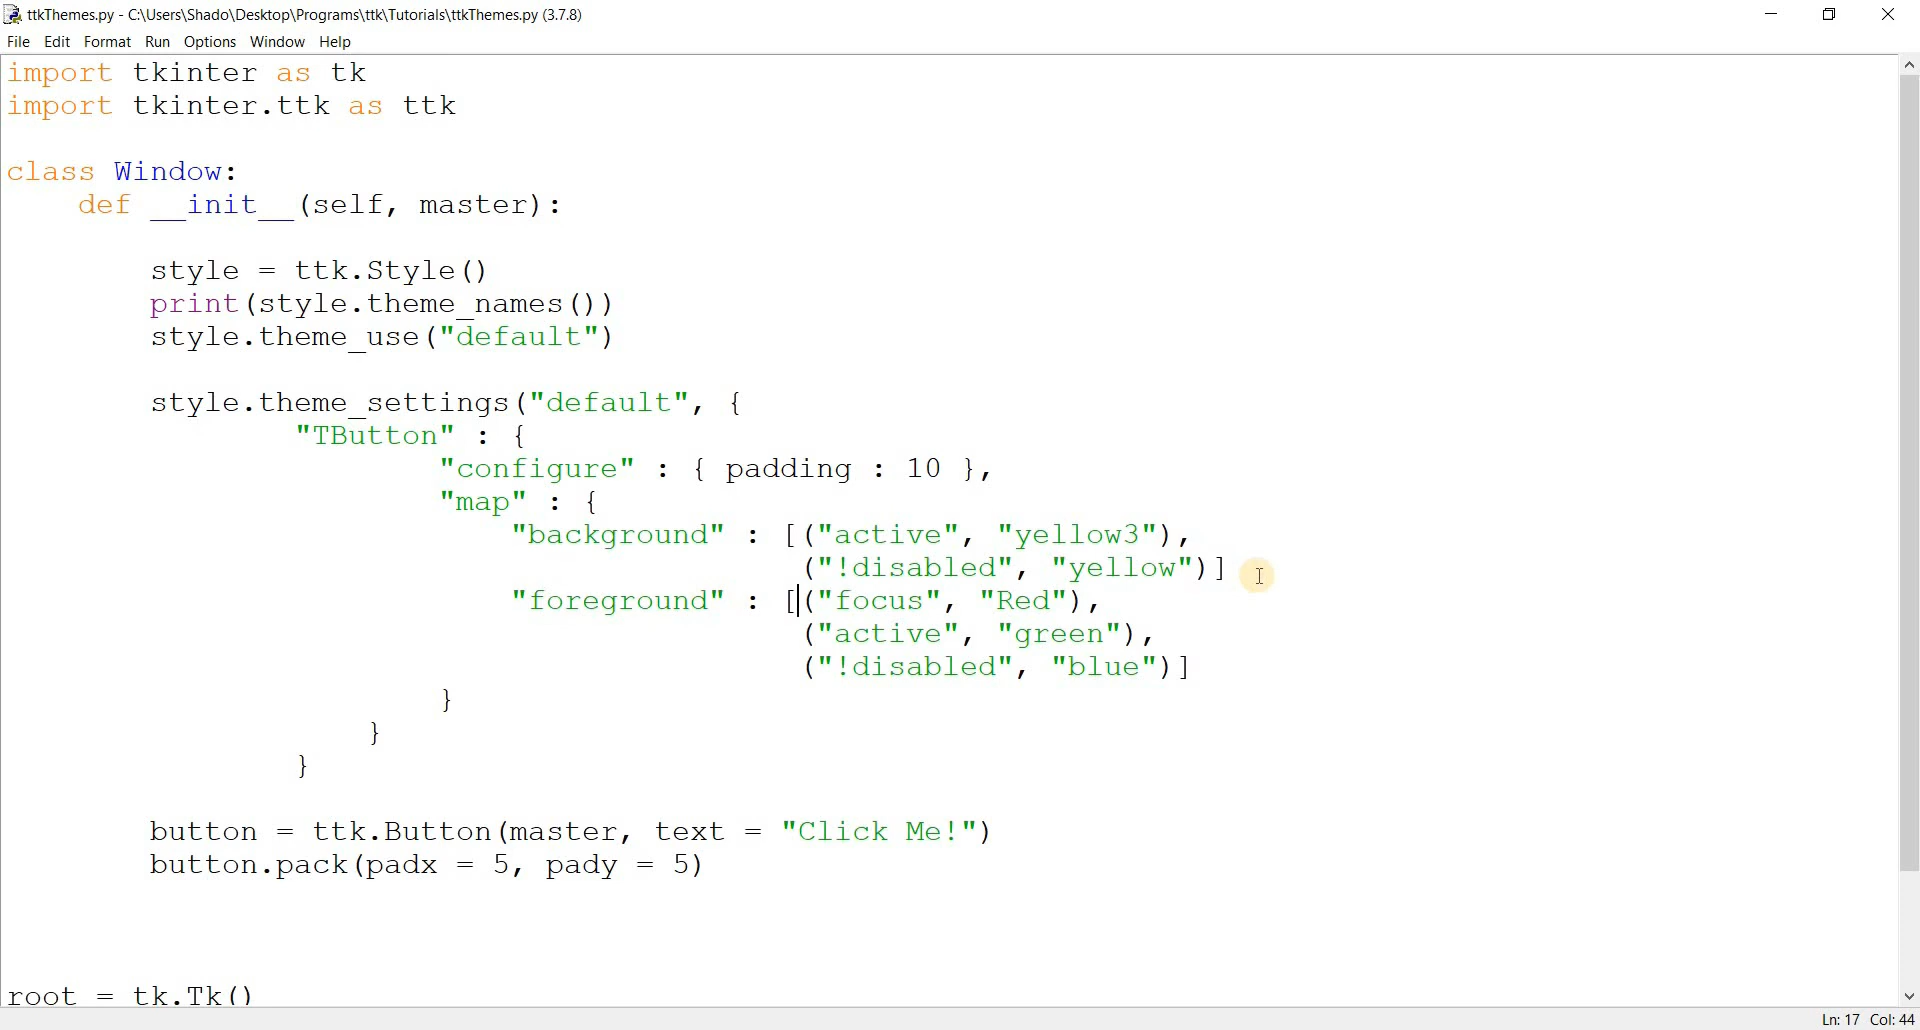 ttkThemes.py - C:\Users\Shado\Desktop\Programs\ttk\Tutorials\ttkThemes.py (3.7.8)
File Edit Format Run Options Window Help
import tkinter as tk
import tkinter.ttk as ttk
class Window:
    def __init__(self, master):
        style = ttk.Style()
        print(style.theme_names())
        style.theme_use("default")
        style.theme_settings("default", {
                "TButton" : {
                        "configure" : { padding : 10 },
                        "map" : {
                            "background" : [("active", "yellow3"),
                                            ("!disabled", "yellow")]
                            "foreground" : [("focus", "Red"),
                                            ("active", "green"),
                                            ("!disabled", "blue")]
                        }
                    }
                }
        button = ttk.Button(master, text = "Click Me!")
        button.pack(padx = 5, pady = 5)
root = tk.Tk()
Ln: 17 Col: 44